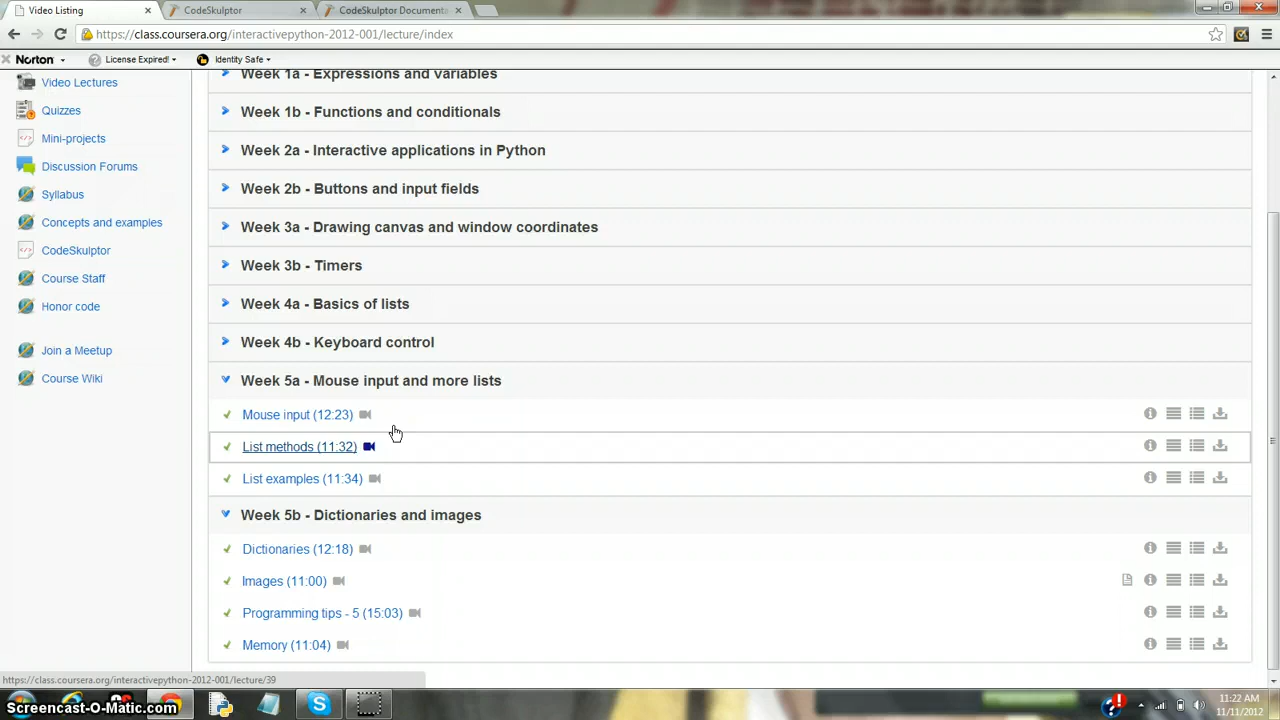 Video Listing
CodeSkulptor
CodeSkulptor Documenta
https://class.coursera.org/interactivepython-2012-001/lecture/index
Norton
License Expired!
Identity Safe
Video Lectures
Quizzes
Mini-projects
Discussion Forums
Syllabus
Concepts and examples
CodeSkulptor
Course Staff
Honor code
Join a Meetup
Course Wiki
Week 1a - Expressions and variables
Week 1b - Functions and conditionals
Week 2a - Interactive applications in Python
Week 2b - Buttons and input fields
Week 3a - Drawing canvas and window coordinates
Week 3b - Timers
Week 4a - Basics of lists
Week 4b - Keyboard control
Week 5a - Mouse input and more lists
Mouse input (12:23)
List methods (11:32)
List examples (11:34)
Week 5b - Dictionaries and images
Dictionaries (12:18)
Images (11:00)
Programming tips - 5 (15:03)
Memory (11:04)
https://class.coursera.org/interactivepython-2012-001/lecture/39
Screencast-O-Matic.com
11:22 AM
11/11/2012